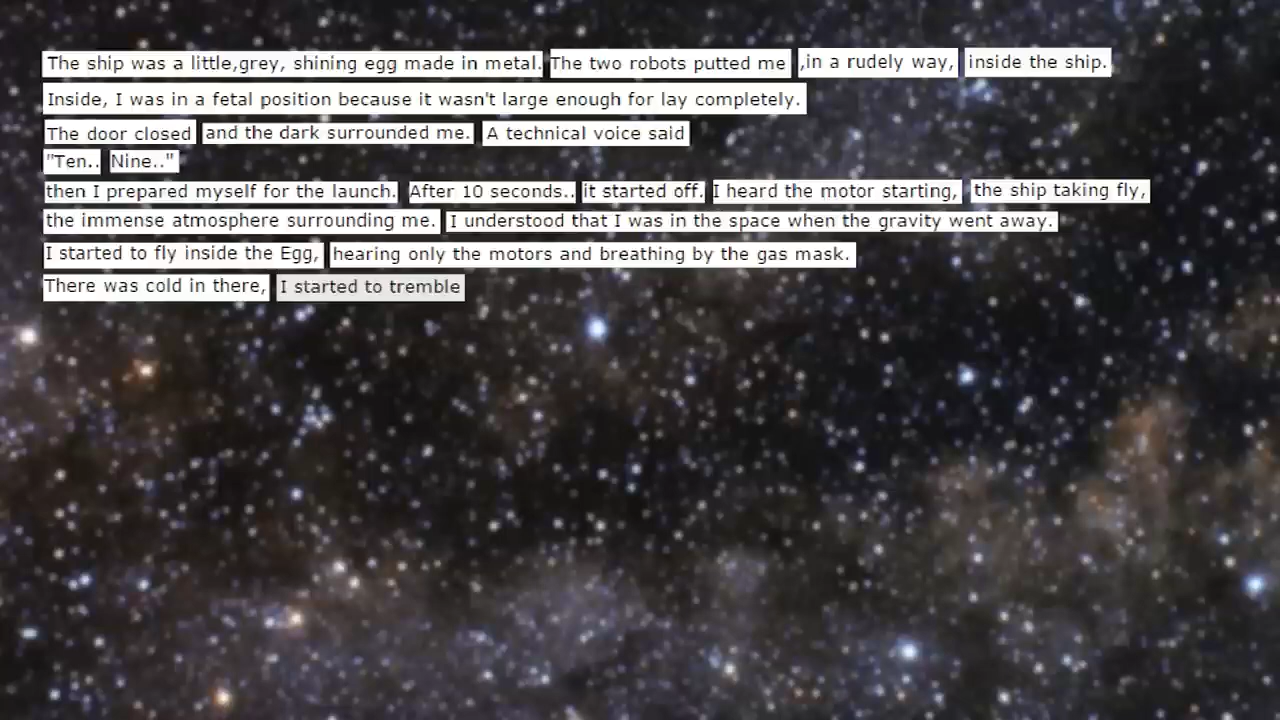 The ship was a little,grey, shining egg made in metal. The two robots putted me ,in a rudely way, inside the ship.
Inside, I was in a fetal position because it wasn't large enough for lay completely.
The door closed and the dark surrounded me. A technical voice said
"Ten.. Nine.."
then I prepared myself for the launch. After 10 seconds.. it started off. I heard the motor starting, the ship taking fly,
the immense atmosphere surrounding me. I understood that I was in the space when the gravity went away.
I started to fly inside the Egg, hearing only the motors and breathing by the gas mask.
There was cold in there, I started to tremble